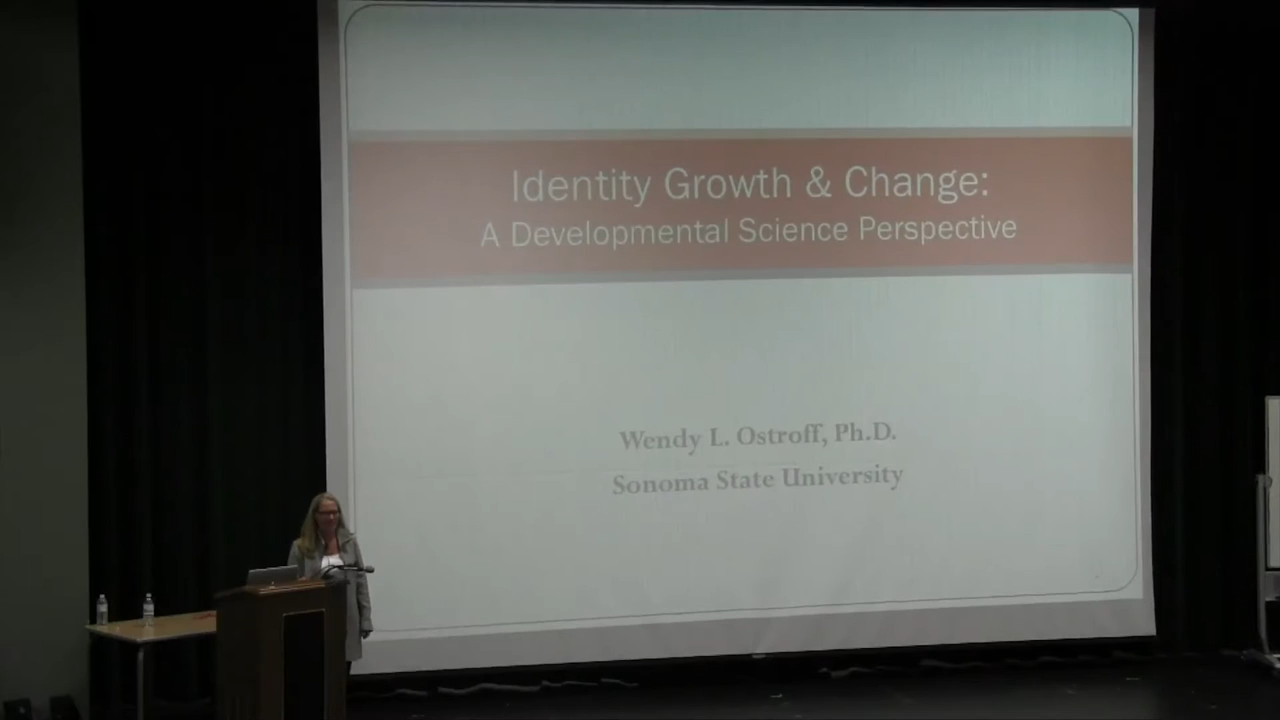 Identity Growth & Change:
A Developmental Science Perspective
Wendy L. Ostroff, Ph.D.
Sonoma State University